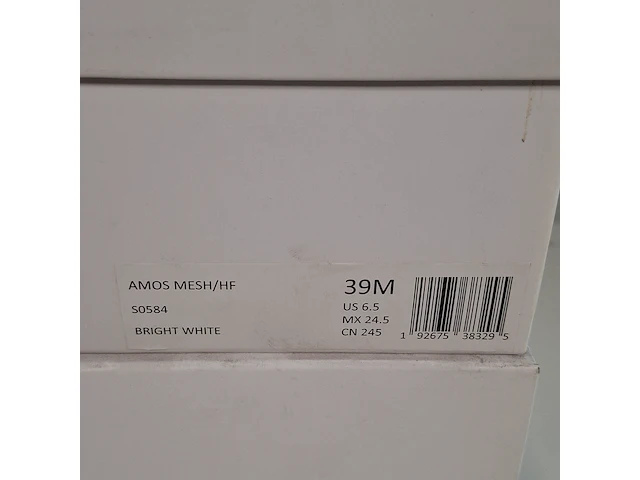 AMOS MESH/HF
S0584
BRIGHT WHITE
39M
US 6.5
MX 24.5
CN 245
1 92675 38329 5